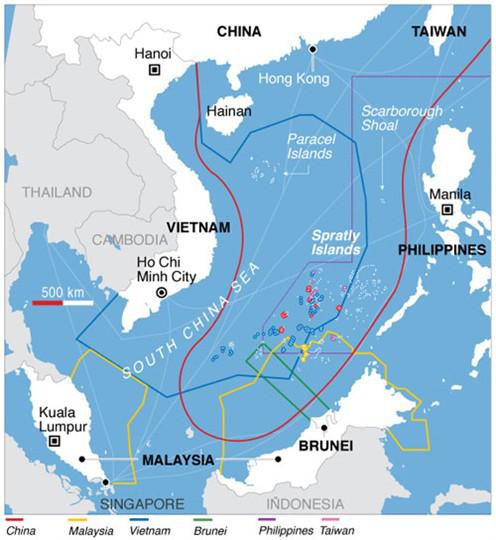 CHINA
TAIWAN
Hanoi
Hong Kong
Hainan
Scarborough
Shoal
Paracel
Islands
THAILAND
Manila
VIETNAM
CAMBODIA
Spratly
Islands
PHILIPPINES
Ho Chi
Minh City
500 km
SOUTH CHINA SEA
Kuala
Lumpur
BRUNEI
MALAYSIA
SINGAPORE
INDONESIA
China Malaysia Vietnam Brunei Philippines Taiwan